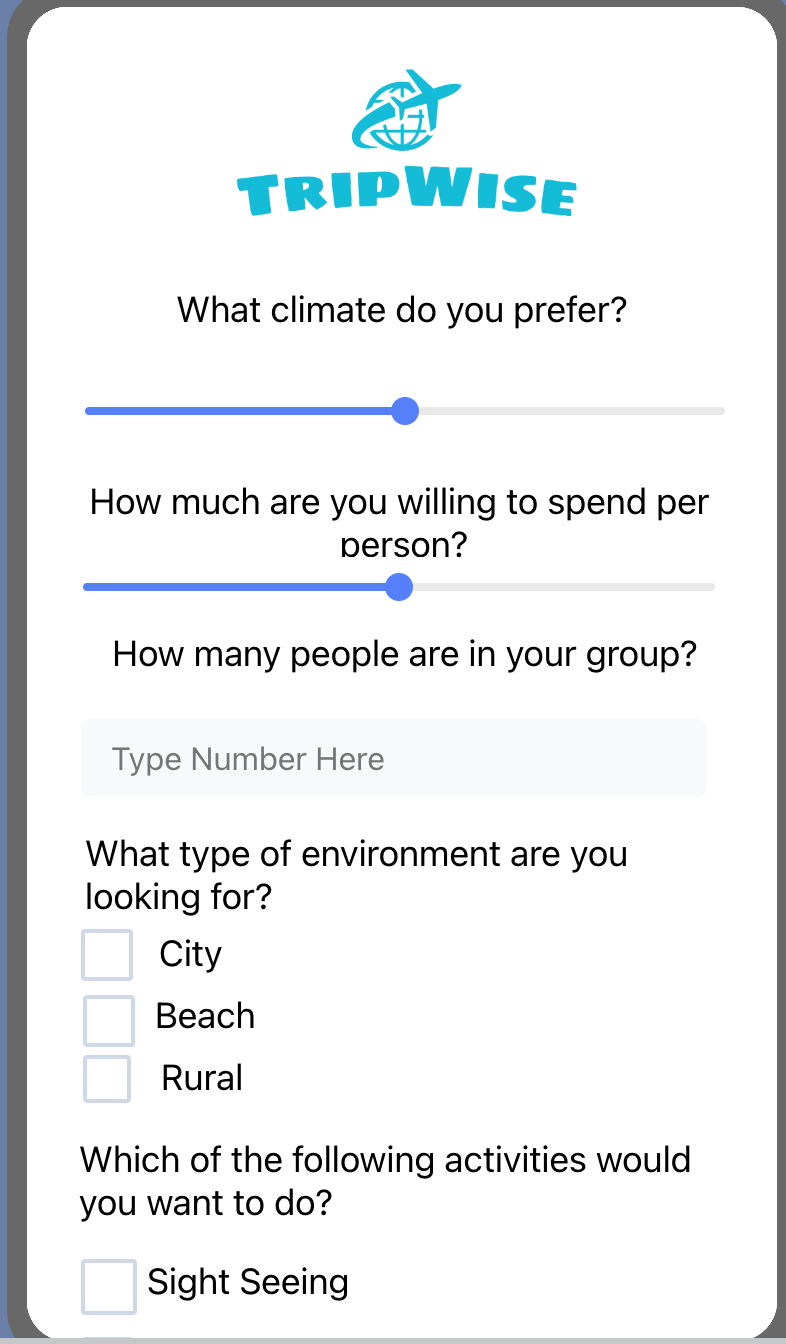 TRIPWISE
What climate do you prefer?
How much are you willing to spend per
person?
How many people are in your group?
Type Number Here
What type of environment are you
looking for?
City
Beach
Rural
Which of the following activities would
you want to do?
Sight Seeing